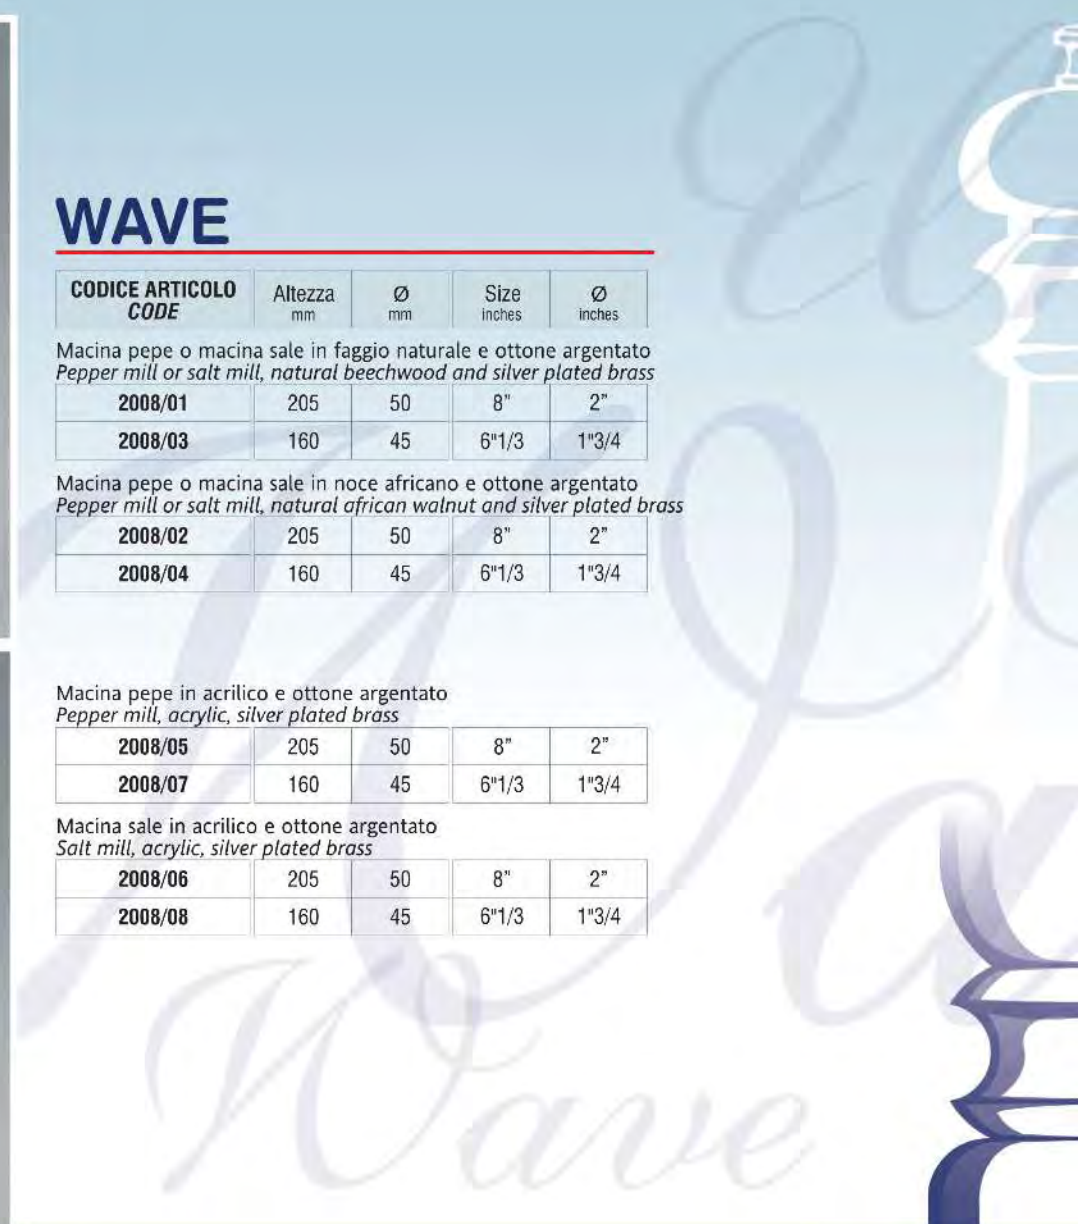 WAVE
CODICE ARTICOLO Altezza Ø Size Ø
CODE mm mm inches inches
Macina pepe o macina sale in faggio naturale e ottone argentato
Pepper mill or salt mill, natural beechwood and silver plated brass
2008/01 205 50 8” 2”
2008/03 160 45 6"1/3 1"3/4
Macina pepe o macina sale in noce africano e ottone argentato
Pepper mill or salt mill, natural african walnut and silver plated brass
2008/02 205 50 8” 2”
2008/04 160 45 6"1/3 1"3/4
Macina pepe in acrilico e ottone argentato
Pepper mill, acrylic, silver plated brass
2008/05 205 50 8” 2”
2008/07 160 45 6"1/3 1"3/4
Macina sale in acrilico e ottone argentato
Salt mill, acrylic, silver plated brass
2008/06 205 50 8” 2”
2008/08 160 45 6"1/3 1"3/4
Wave